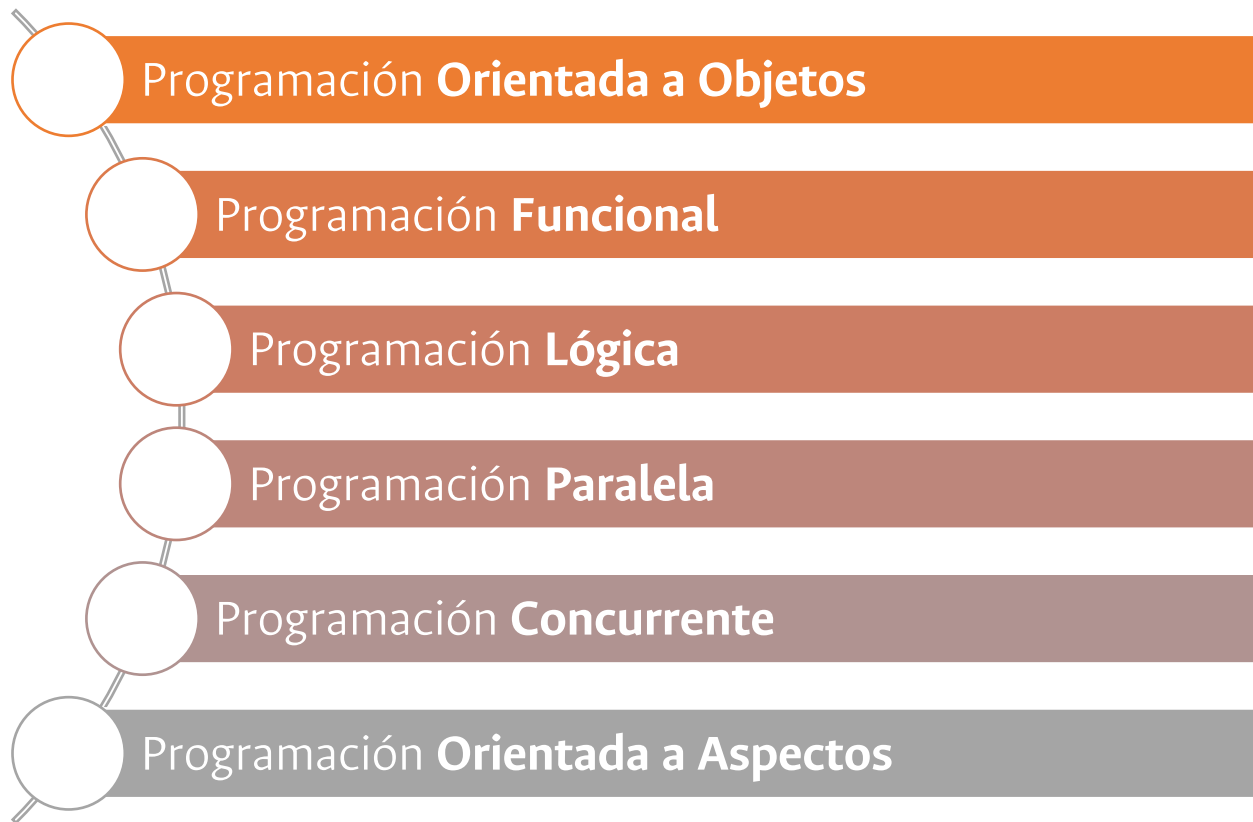 Programación Orientada a Objetos
Programación Funcional
Programación Lógica
Programación Paralela
Programación Concurrente
Programación Orientada a Aspectos